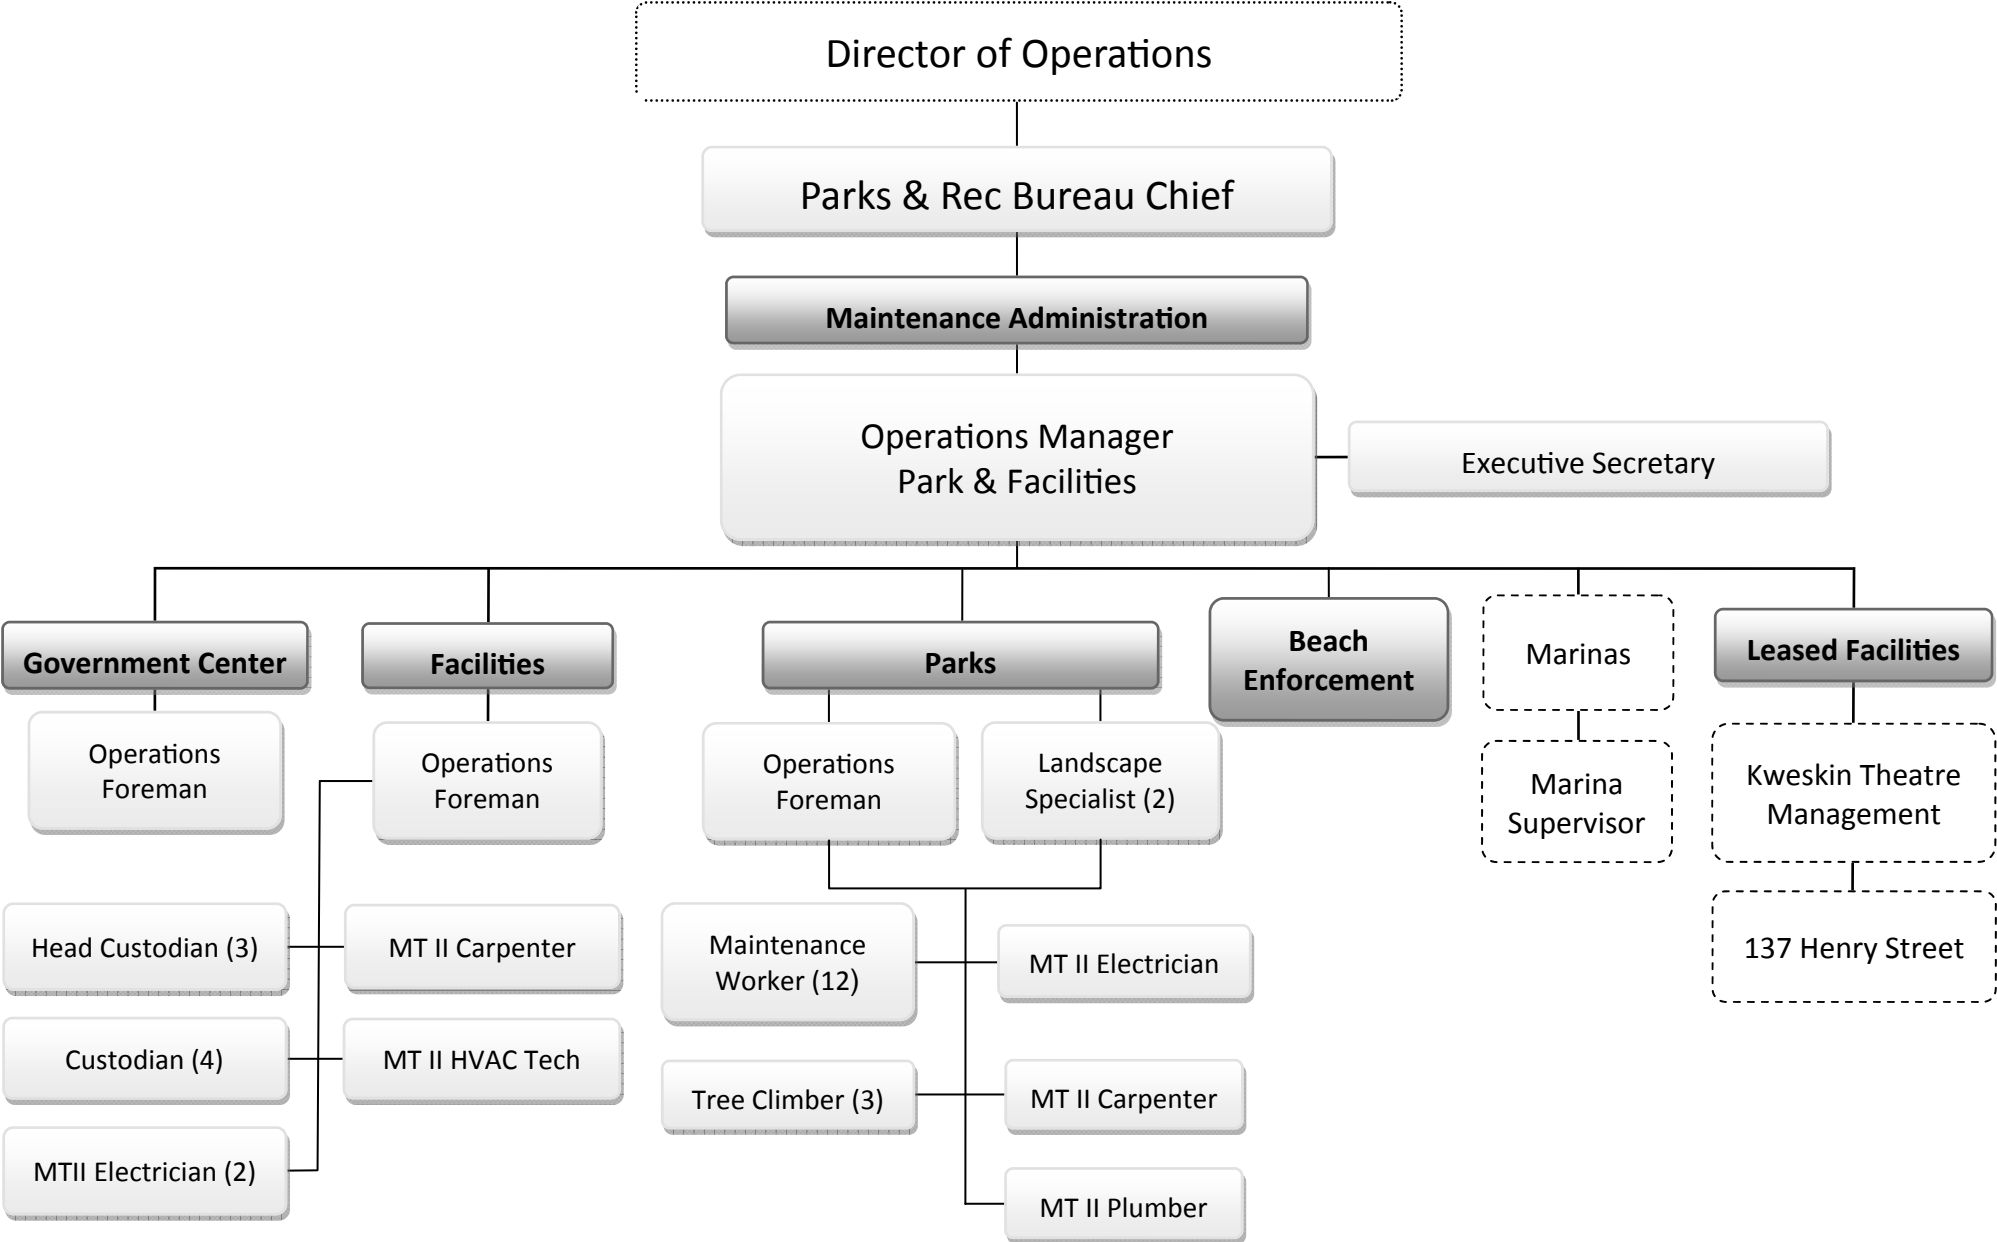 Director of Operations
Parks & Rec Bureau Chief
Maintenance Administration
Operations Manager
Park & Facilities
Executive Secretary
Government Center
Facilities
Parks
Beach
Enforcement
Marinas
Leased Facilities
Operations
Foreman
Operations
Foreman
Operations
Foreman
Landscape
Specialist (2)
Marina
Supervisor
Kweskin Theatre
Management
Head Custodian (3)
MT II Carpenter
Maintenance
Worker (12)
MT II Electrician
137 Henry Street
Custodian (4)
MT II HVAC Tech
Tree Climber (3)
MT II Carpenter
MTII Electrician (2)
MT II Plumber